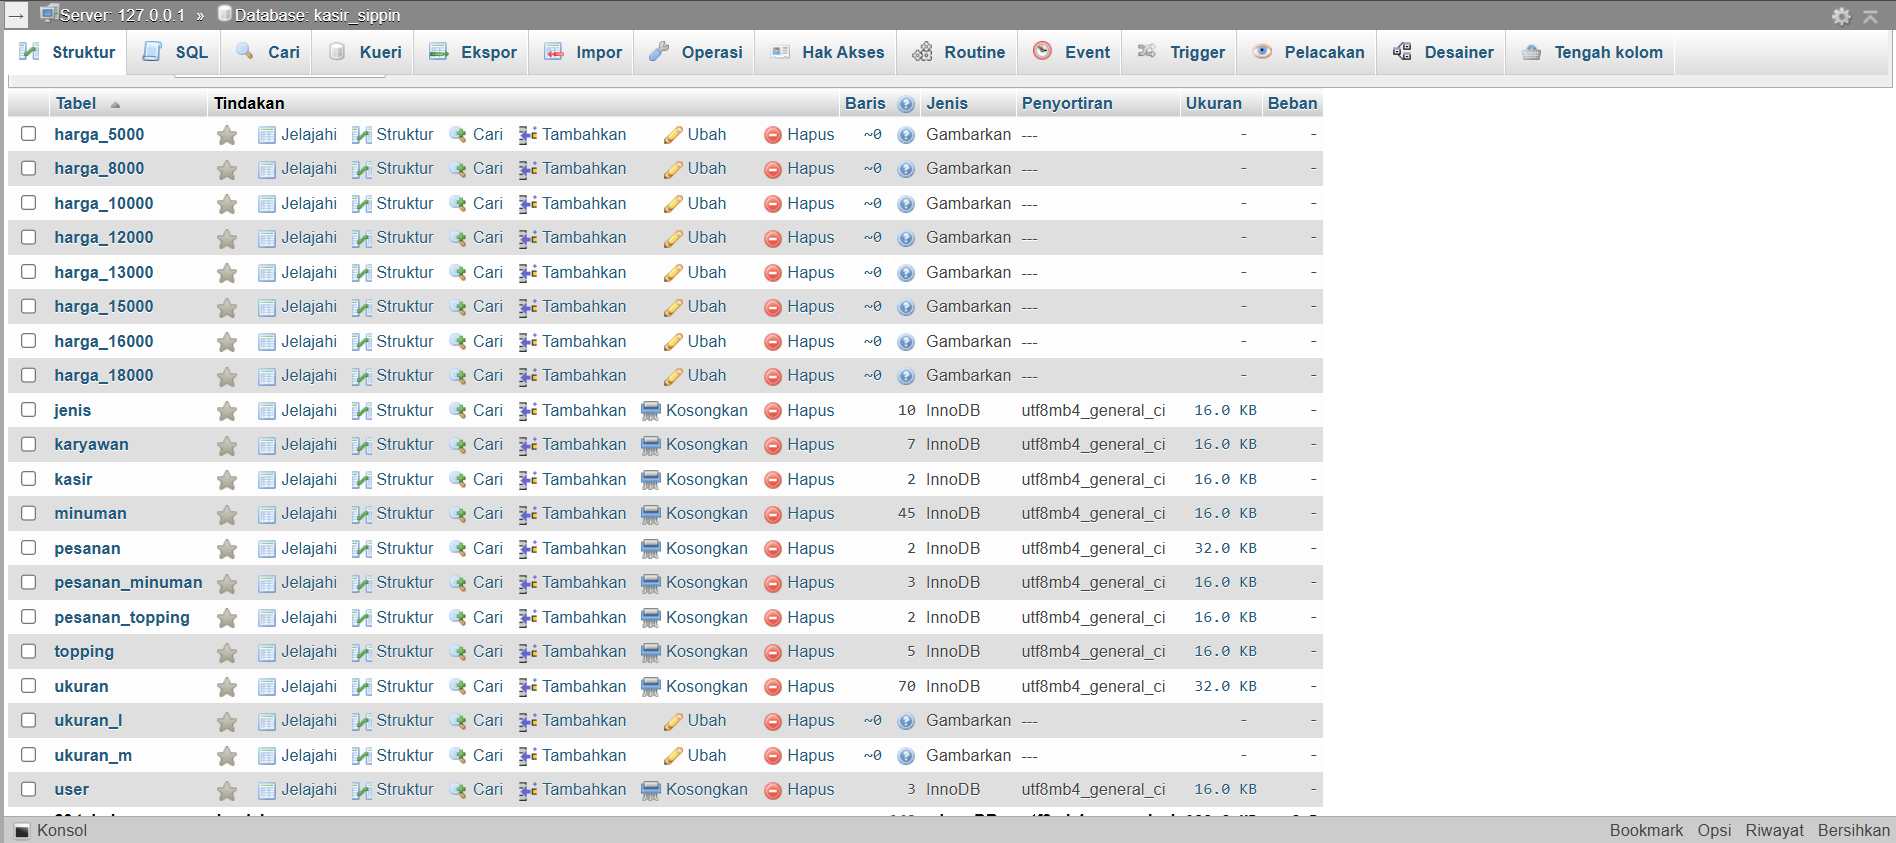 Server: 127.0.0.1 » Database: kasir_sippin
Struktur SQL Cari Kueri Ekspor Impor Operasi Hak Akses Routine Event Trigger Pelacakan Desainer Tengah kolom
Tabel Tindakan Baris Jenis Penyortiran Ukuran Beban
harga_5000 Jelajahi Struktur Cari Tambahkan Ubah Hapus ~0 Gambarkan --- - -
harga_8000 Jelajahi Struktur Cari Tambahkan Ubah Hapus ~0 Gambarkan --- - -
harga_10000 Jelajahi Struktur Cari Tambahkan Ubah Hapus ~0 Gambarkan --- - -
harga_12000 Jelajahi Struktur Cari Tambahkan Ubah Hapus ~0 Gambarkan --- - -
harga_13000 Jelajahi Struktur Cari Tambahkan Ubah Hapus ~0 Gambarkan --- - -
harga_15000 Jelajahi Struktur Cari Tambahkan Ubah Hapus ~0 Gambarkan --- - -
harga_16000 Jelajahi Struktur Cari Tambahkan Ubah Hapus ~0 Gambarkan --- - -
harga_18000 Jelajahi Struktur Cari Tambahkan Ubah Hapus ~0 Gambarkan --- - -
jenis Jelajahi Struktur Cari Tambahkan Kosongkan Hapus 10 InnoDB utf8mb4_general_ci 16.0 KB -
karyawan Jelajahi Struktur Cari Tambahkan Kosongkan Hapus 7 InnoDB utf8mb4_general_ci 16.0 KB -
kasir Jelajahi Struktur Cari Tambahkan Kosongkan Hapus 2 InnoDB utf8mb4_general_ci 16.0 KB -
minuman Jelajahi Struktur Cari Tambahkan Kosongkan Hapus 45 InnoDB utf8mb4_general_ci 16.0 KB -
pesanan Jelajahi Struktur Cari Tambahkan Kosongkan Hapus 2 InnoDB utf8mb4_general_ci 32.0 KB -
pesanan_minuman Jelajahi Struktur Cari Tambahkan Kosongkan Hapus 3 InnoDB utf8mb4_general_ci 16.0 KB -
pesanan_topping Jelajahi Struktur Cari Tambahkan Kosongkan Hapus 2 InnoDB utf8mb4_general_ci 16.0 KB -
topping Jelajahi Struktur Cari Tambahkan Kosongkan Hapus 5 InnoDB utf8mb4_general_ci 16.0 KB -
ukuran Jelajahi Struktur Cari Tambahkan Kosongkan Hapus 70 InnoDB utf8mb4_general_ci 32.0 KB -
ukuran_l Jelajahi Struktur Cari Tambahkan Ubah Hapus ~0 Gambarkan --- - -
ukuran_m Jelajahi Struktur Cari Tambahkan Ubah Hapus ~0 Gambarkan --- - -
user Jelajahi Struktur Cari Tambahkan Kosongkan Hapus 3 InnoDB utf8mb4_general_ci 16.0 KB -
Konsol Bookmark Opsi Riwayat Bersihkan